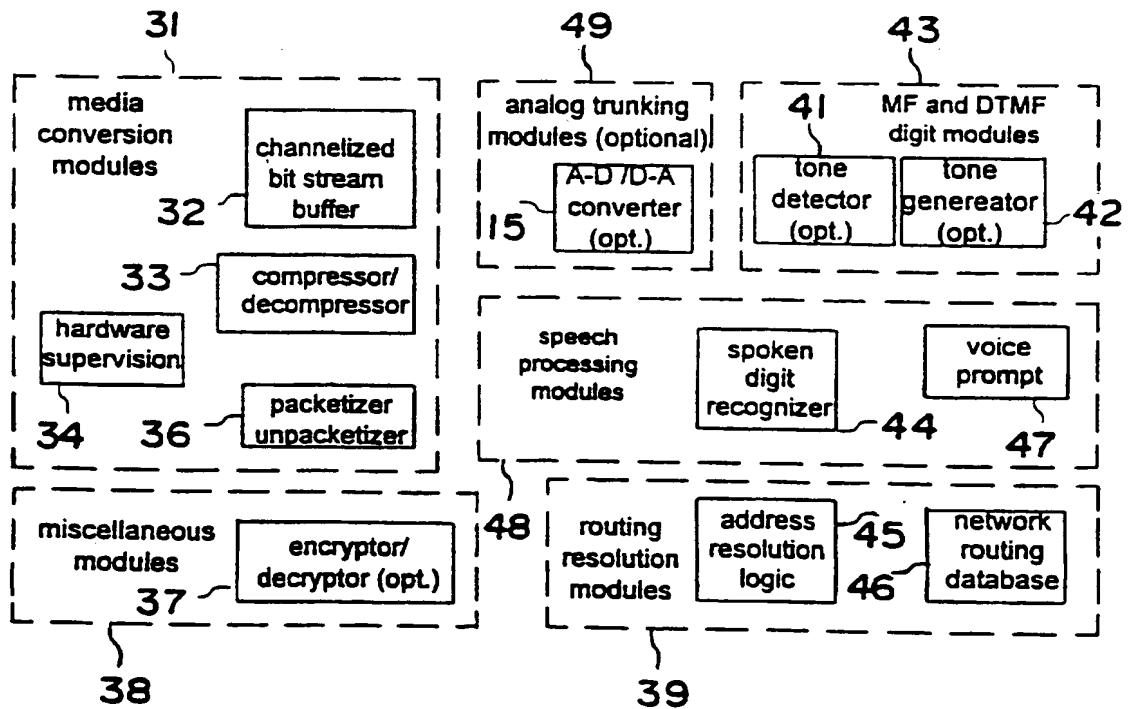 31
49
43
media
conversion
modules
channelized
bit stream
buffer
32
33
compressor/
decompressor
hardware
supervision
34
36
packetizer
unpacketizer
analog trunking
modules (optional)
A-D /D-A
converter
(opt.)
15
41
MF and DTMF
digit modules
tone
detector
(opt.)
tone
genereator
(opt.)
42
speech
processing
modules
spoken
digit
recognizer
44
voice
prompt
47
48
miscellaneous
modules
encryptor/
decryptor (opt.)
37
38
routing
resolution
modules
address
resolution
logic
45
46
network
routing
database
39